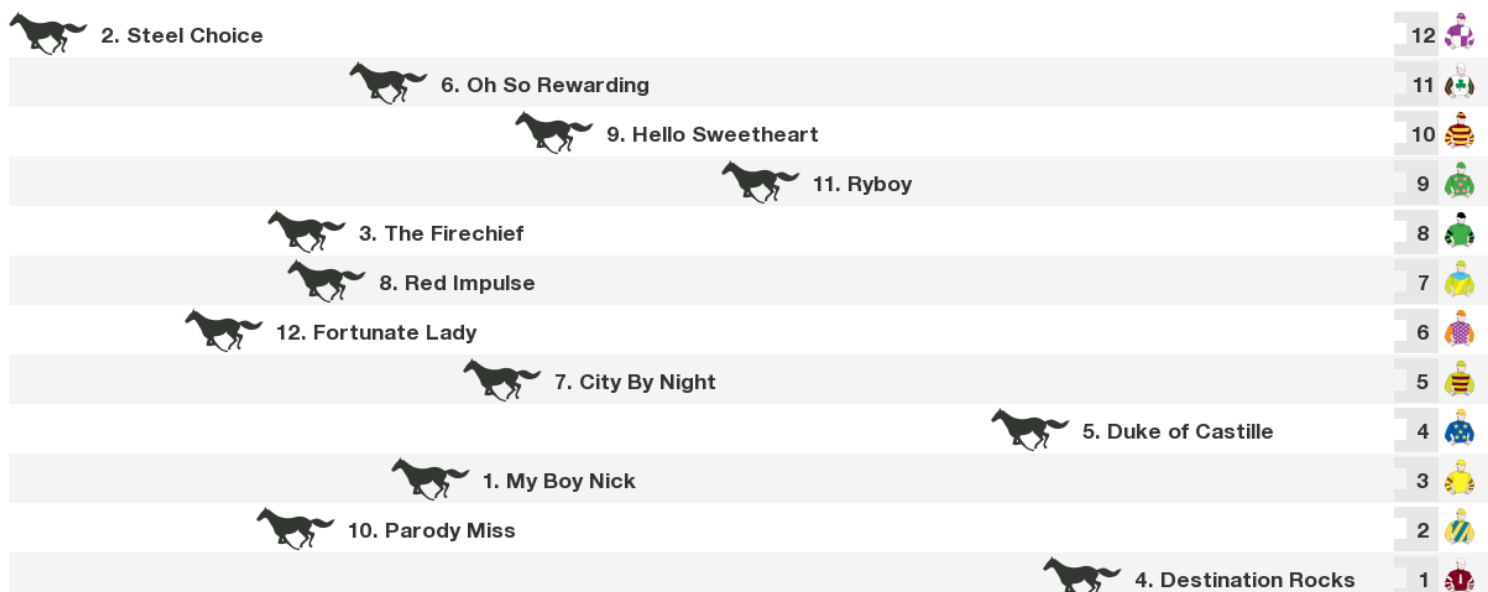 2. Steel Choice 12
6. Oh So Rewarding 11
9. Hello Sweetheart 10
11. Ryboy 9
3. The Firechief 8
8. Red Impulse 7
12. Fortunate Lady 6
7. City By Night 5
5. Duke of Castille 4
1. My Boy Nick 3
10. Parody Miss 2
4. Destination Rocks 1